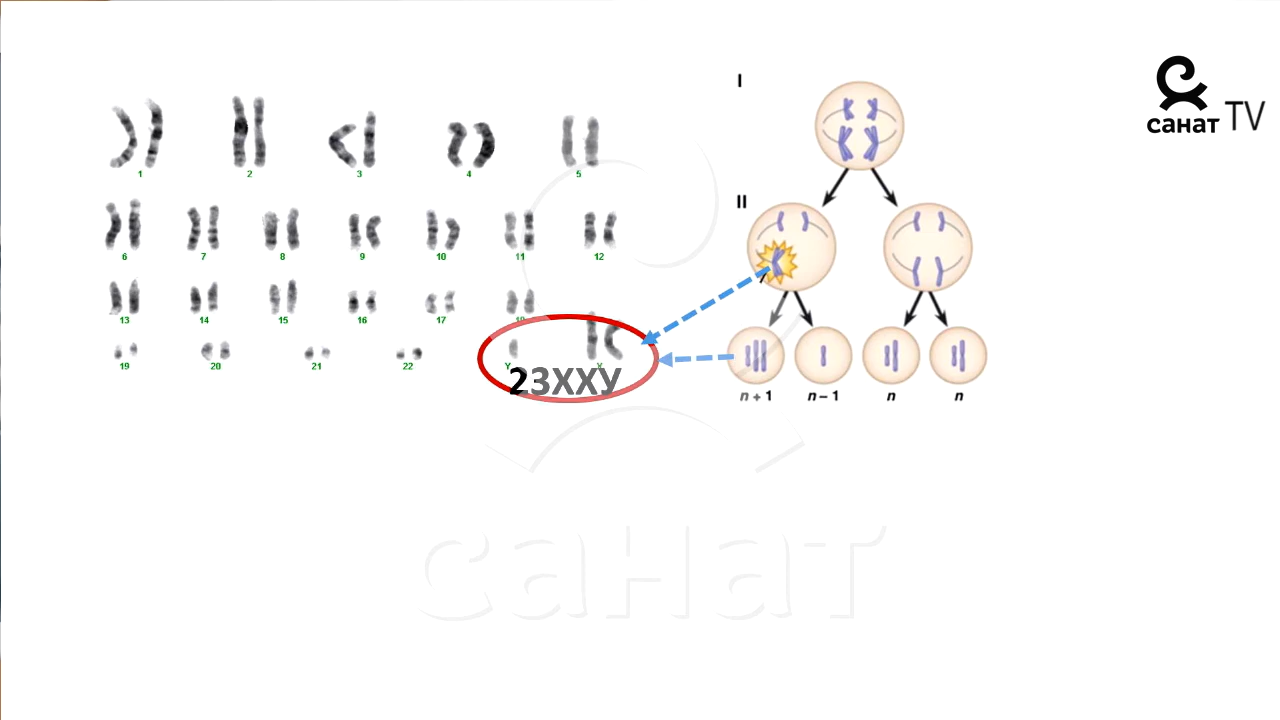 I
санат TV
1 2 3 4 5
II
6 7 8 9 10 11 12
13 14 15 16 17 18
19 20 21 22 Y X
23ХХУ
n + 1 n – 1 n n
санат